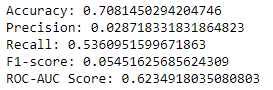 Accuracy: 0.7081450294204746
Precision: 0.028718331831864823
Recall: 0.5360951599671863
F1-score: 0.05451625685624309
ROC-AUC Score: 0.6234918035080803